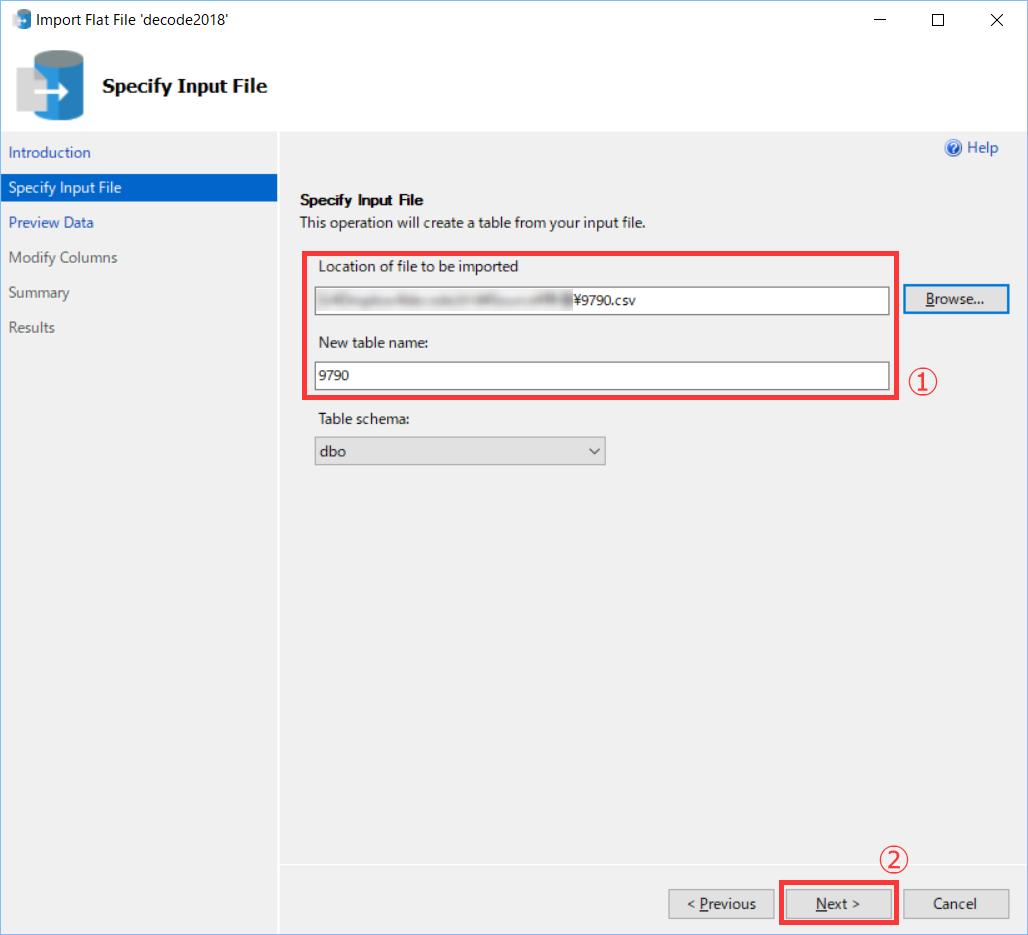 Import Flat File 'decode2018'
Specify Input File
Introduction
Specify Input File
Preview Data
Modify Columns
Summary
Results
Help
Specify Input File
This operation will create a table from your input file.
Location of file to be imported
¥9790.csv
Browse...
New table name:
9790
①
Table schema:
dbo
②
< Previous
Next >
Cancel